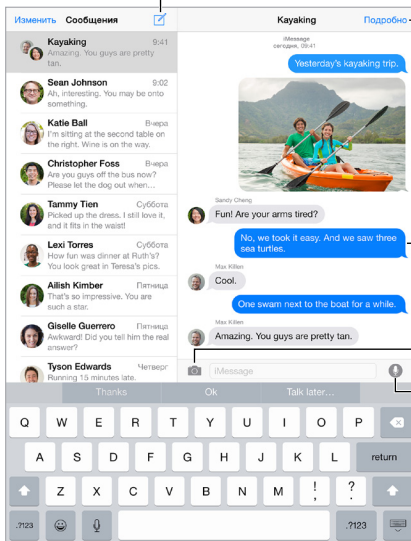 Изменить Сообщения
Kayaking 9:41
Amazing. You guys are pretty
tan.
Sean Johnson 9:02
Ah, interesting. You may be onto
something.
Katie Ball Вчера
I'm sitting at the second table on
the right. Wine is on the way.
Christopher Foss Вчера
Are you guys off the bus now?
Please let the dog out when...
Tammy Tien Суббота
Picked up the dress. I still love it,
and it fits in the waist!
Lexi Torres Суббота
How fun was dinner at Ruth's?
You look great in Teresa's pics.
Ailish Kimber Пятница
That's so impressive. You are
such a star.
Giselle Guerrero Пятница
Awkward! Did you tell him the real
answer?
Tyson Edwards Четверг
Running 15 minutes late.
Kayaking Подробно
iMessage
сегодня, 09:41
Yesterday's kayaking trip.
Sandy Cheng
Fun! Are your arms tired?
No, we took it easy. And we saw three
sea turtles.
Max Killen
Cool.
One swam next to the boat for a while.
Max Killen
Amazing. You guys are pretty tan.
iMessage
Thanks Ok Talk later...
Q W E R T Y U I O P
A S D F G H J K L return
Z X C V B N M ! , ? .
.?123 .?123